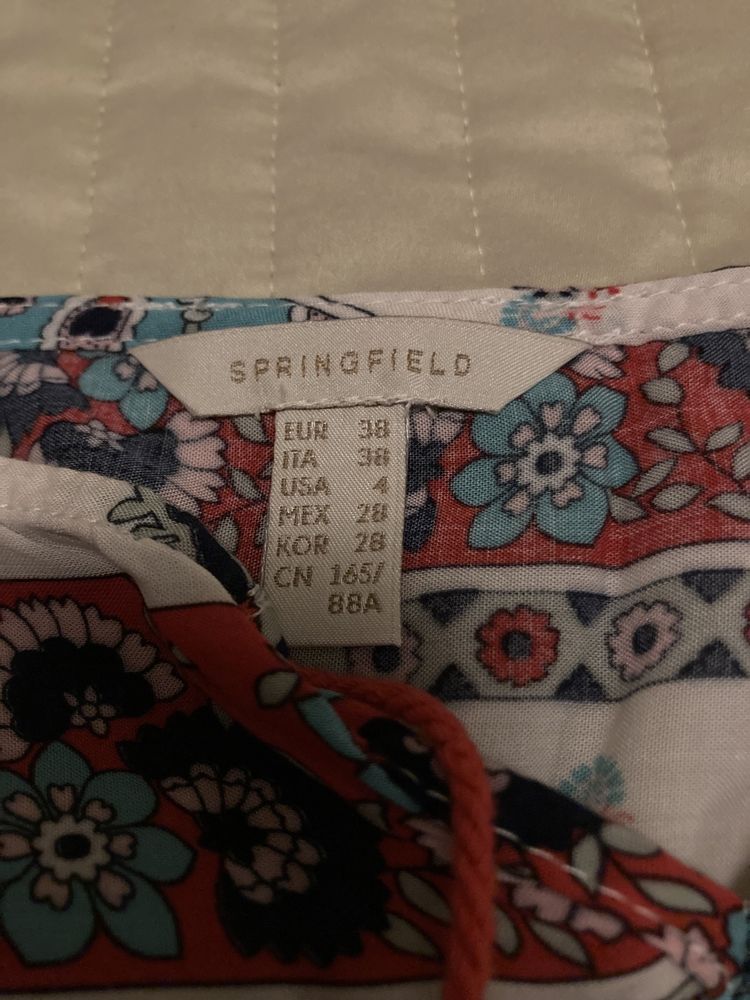 SPRINGFIELD
EUR 38
ITA 38
USA 4
MEX 28
KOR 28
CN 165/
88A